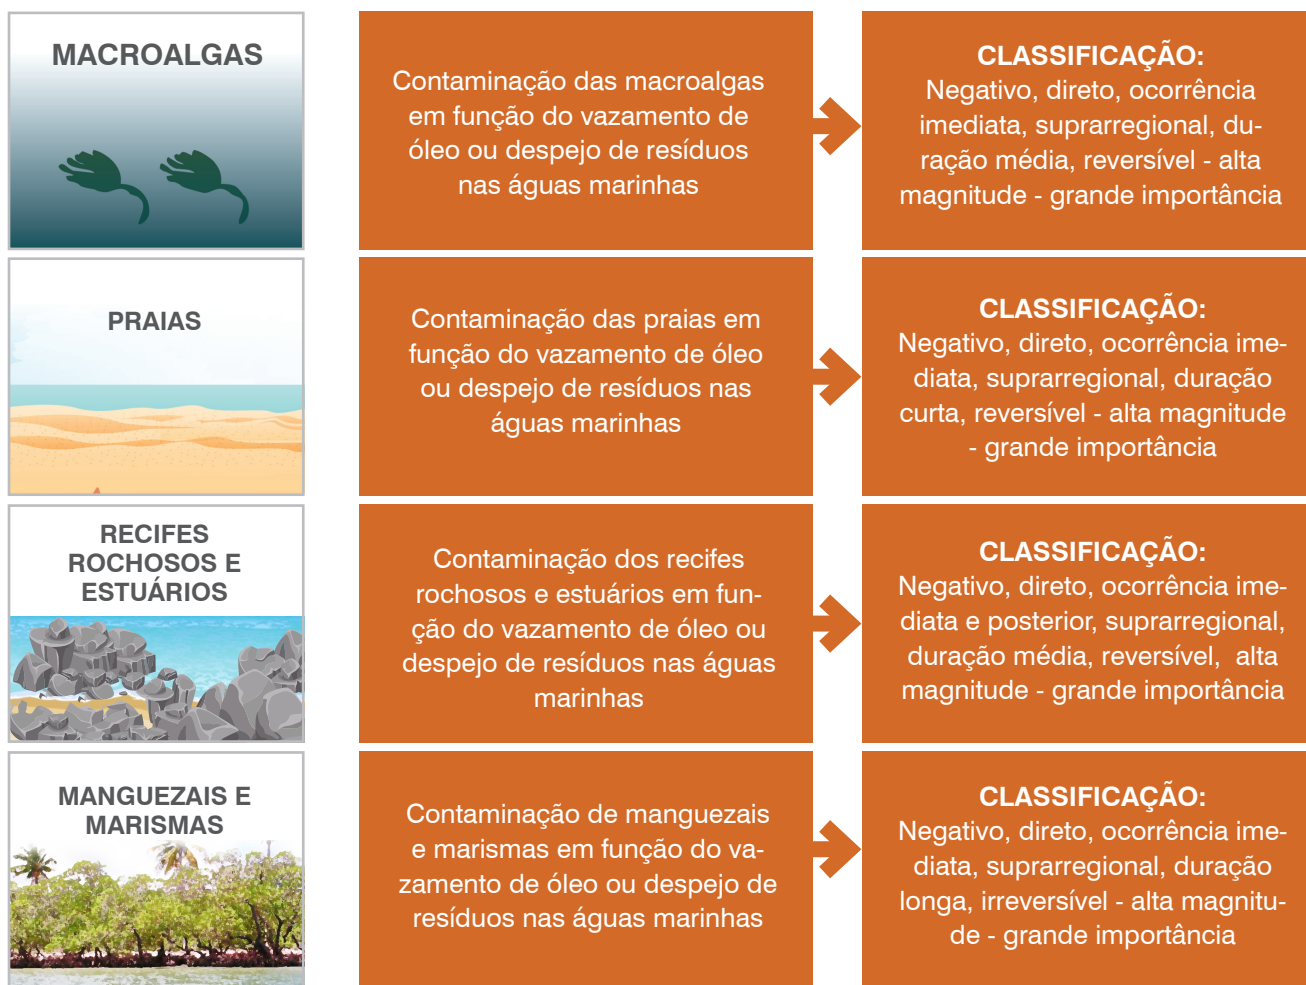 MACROALGAS
Contaminação das macroalgas
em função do vazamento de
óleo ou despejo de resíduos
nas águas marinhas
CLASSIFICAÇÃO:
Negativo, direto, ocorrência
imediata, suprarregional, du-
ração média, reversível - alta
magnitude - grande importância
PRAIAS
Contaminação das praias em
função do vazamento de óleo
ou despejo de resíduos nas
águas marinhas
CLASSIFICAÇÃO:
Negativo, direto, ocorrência ime-
diata, suprarregional, duração
curta, reversível - alta magnitude
- grande importância
RECIFES
ROCHOSOS E
ESTUÁRIOS
Contaminação dos recifes
rochosos e estuários em fun-
ção do vazamento de óleo ou
despejo de resíduos nas águas
marinhas
CLASSIFICAÇÃO:
Negativo, direto, ocorrência ime-
diata e posterior, suprarregional,
duração média, reversível, alta
magnitude - grande importância
MANGUEZAIS E
MARISMAS
Contaminação de manguezais
e marismas em função do va-
zamento de óleo ou despejo de
resíduos nas águas marinhas
CLASSIFICAÇÃO:
Negativo, direto, ocorrência ime-
diata, suprarregional, duração
longa, irreversível - alta magnitu-
de - grande importância